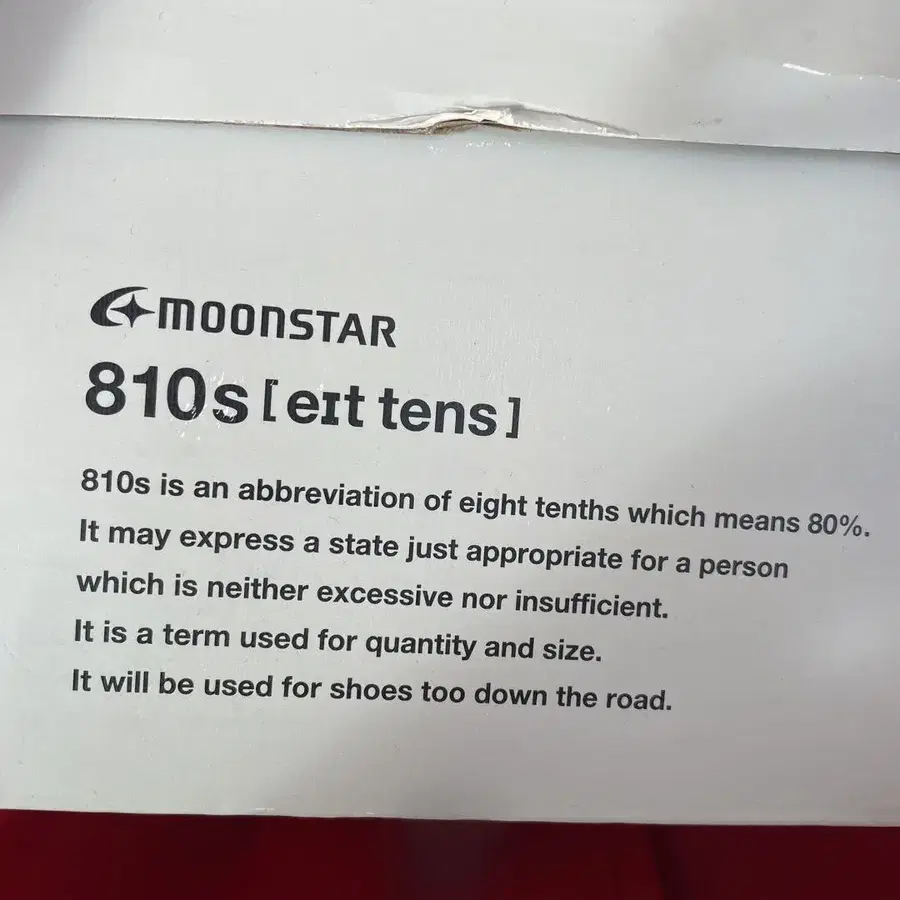 MOONSTAR
810s [eɪt tens]
810s is an abbreviation of eight tenths which means 80%.
It may express a state just appropriate for a person
which is neither excessive nor insufficient.
It is a term used for quantity and size.
It will be used for shoes too down the road.